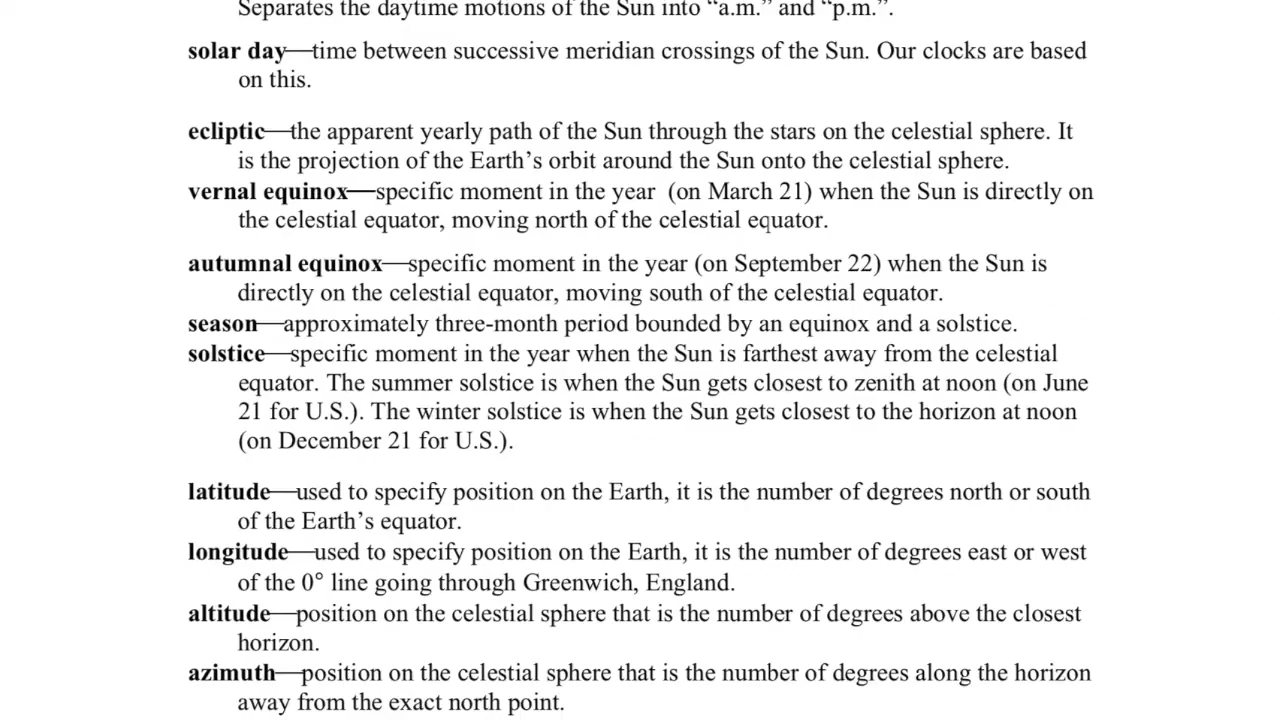 Separates the daytime motions of the Sun into “a.m.” and “p.m.”.
solar day—time between successive meridian crossings of the Sun. Our clocks are based
on this.
ecliptic—the apparent yearly path of the Sun through the stars on the celestial sphere. It
is the projection of the Earth’s orbit around the Sun onto the celestial sphere.
vernal equinox—specific moment in the year (on March 21) when the Sun is directly on
the celestial equator, moving north of the celestial equator.
autumnal equinox—specific moment in the year (on September 22) when the Sun is
directly on the celestial equator, moving south of the celestial equator.
season—approximately three-month period bounded by an equinox and a solstice.
solstice—specific moment in the year when the Sun is farthest away from the celestial
equator. The summer solstice is when the Sun gets closest to zenith at noon (on June
21 for U.S.). The winter solstice is when the Sun gets closest to the horizon at noon
(on December 21 for U.S.).
latitude—used to specify position on the Earth, it is the number of degrees north or south
of the Earth’s equator.
longitude—used to specify position on the Earth, it is the number of degrees east or west
of the 0° line going through Greenwich, England.
altitude—position on the celestial sphere that is the number of degrees above the closest
horizon.
azimuth—position on the celestial sphere that is the number of degrees along the horizon
away from the exact north point.